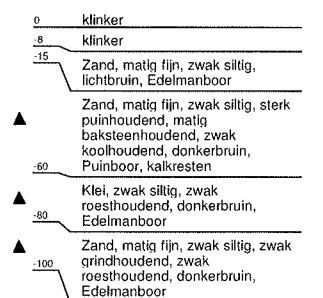 0 klinker
-8 klinker
-15
Zand, matig fijn, zwak siltig,
lichtbruin, Edelmanboor
Zand, matig fijn, zwak siltig, sterk
puinhoudend, matig
baksteenhoudend, zwak
koolhoudend, donkerbruin,
-60 Puinboor, kalkresten
Klei, zwak siltig, zwak
roesthoudend, donkerbruin,
-80 Edelmanboor
Zand, matig fijn, zwak siltig, zwak
-100 grindhoudend, zwak
roesthoudend, donkerbruin,
Edelmanboor